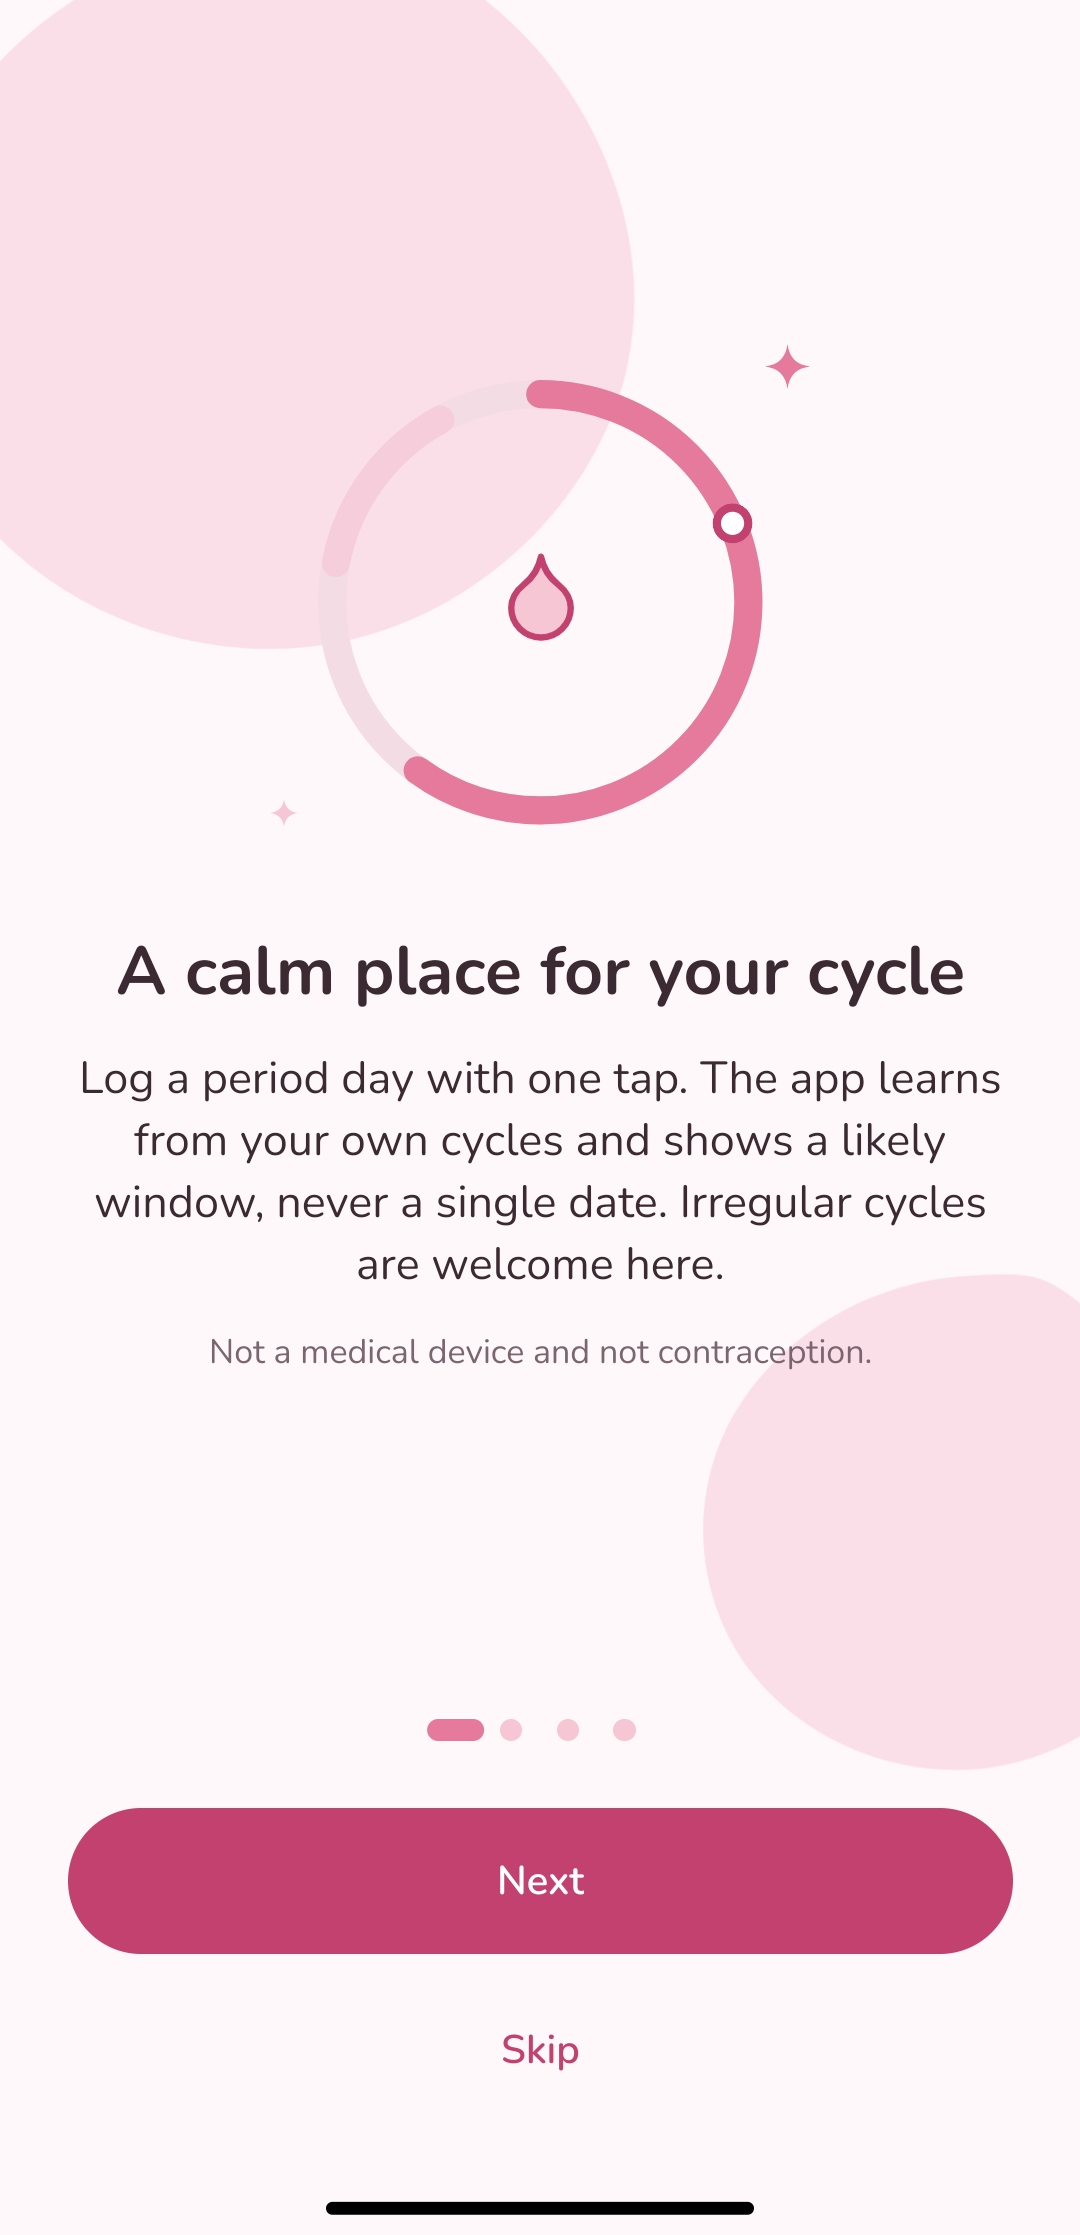 A calm place for your cycle
Log a period day with one tap. The app learns
from your own cycles and shows a likely
window, never a single date. Irregular cycles
are welcome here.
Not a medical device and not contraception.
Next
Skip